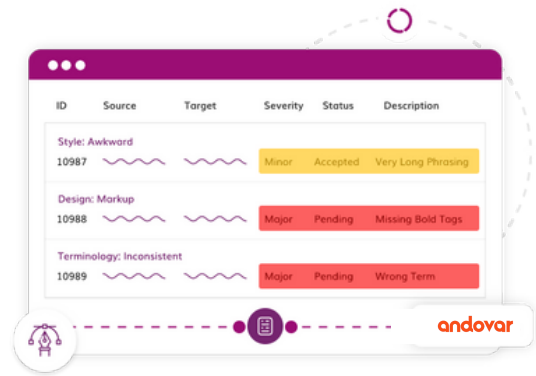 ID Source Target Severity Status Description
Style: Awkward
10987 Minor Accepted Very Long Phrasing
Design: Markup
10988 Major Pending Missing Bold Tags
Terminology: Inconsistent
10989 Major Pending Wrong Term
andovar